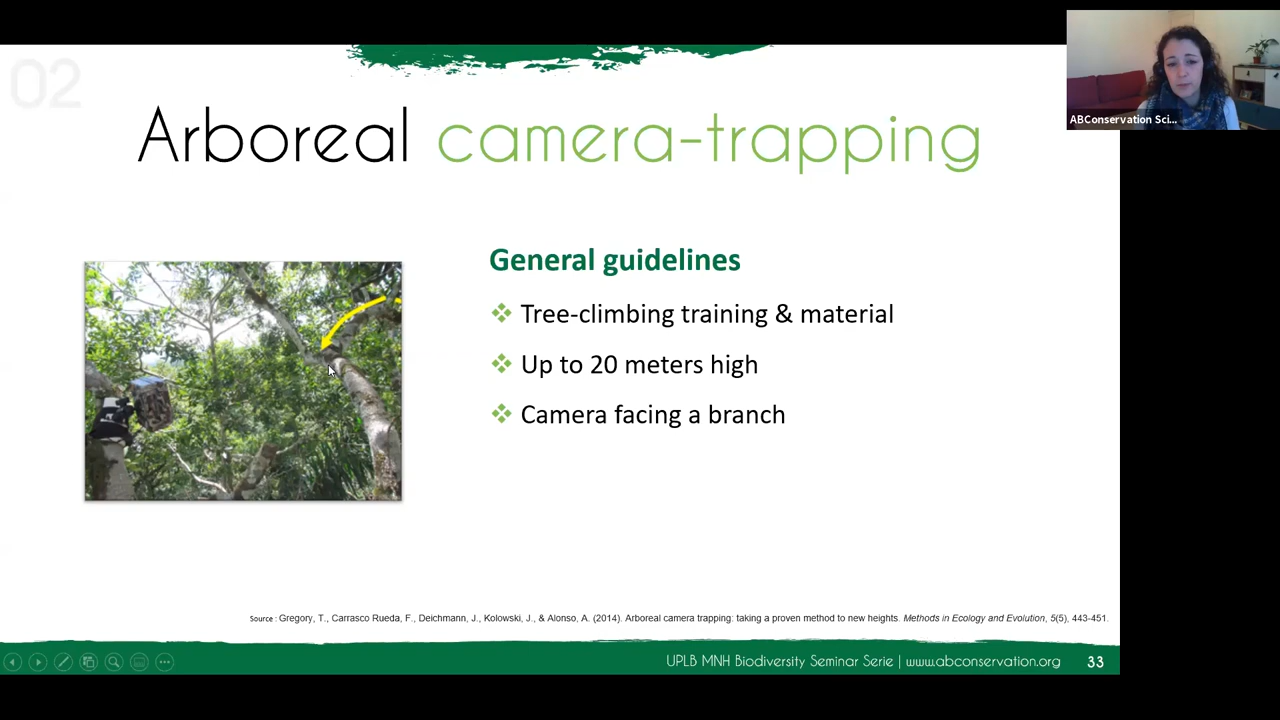 ABConservation Sci...
02
Arboreal camera-trapping
General guidelines
Tree-climbing training & material
Up to 20 meters high
Camera facing a branch
Source : Gregory, T., Carrasco Rueda, F., Deichmann, J., Kolowski, J., & Alonso, A. (2014). Arboreal camera trapping: taking a proven method to new heights. Methods in Ecology and Evolution, 5(5), 443-451.
UPLB MNH Biodiversity Seminar Serie | www.abconservation.org 33